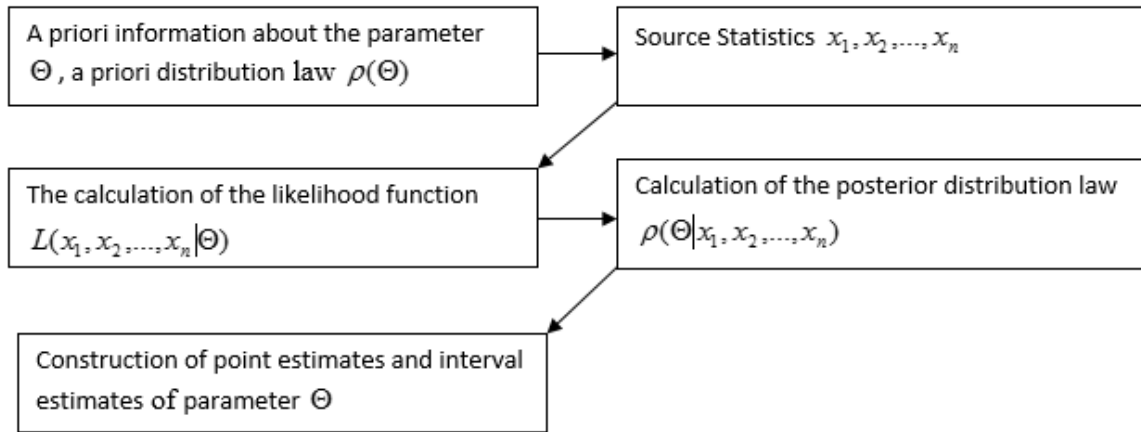 A priori information about the parameter
Θ , a priori distribution law ρ(Θ)
Source Statistics x₁, x₂,..., xₙ
The calculation of the likelihood function
L(x₁, x₂,..., xₙ|Θ)
Calculation of the posterior distribution law
ρ(Θ|x₁, x₂,..., xₙ)
Construction of point estimates and interval
estimates of parameter Θ